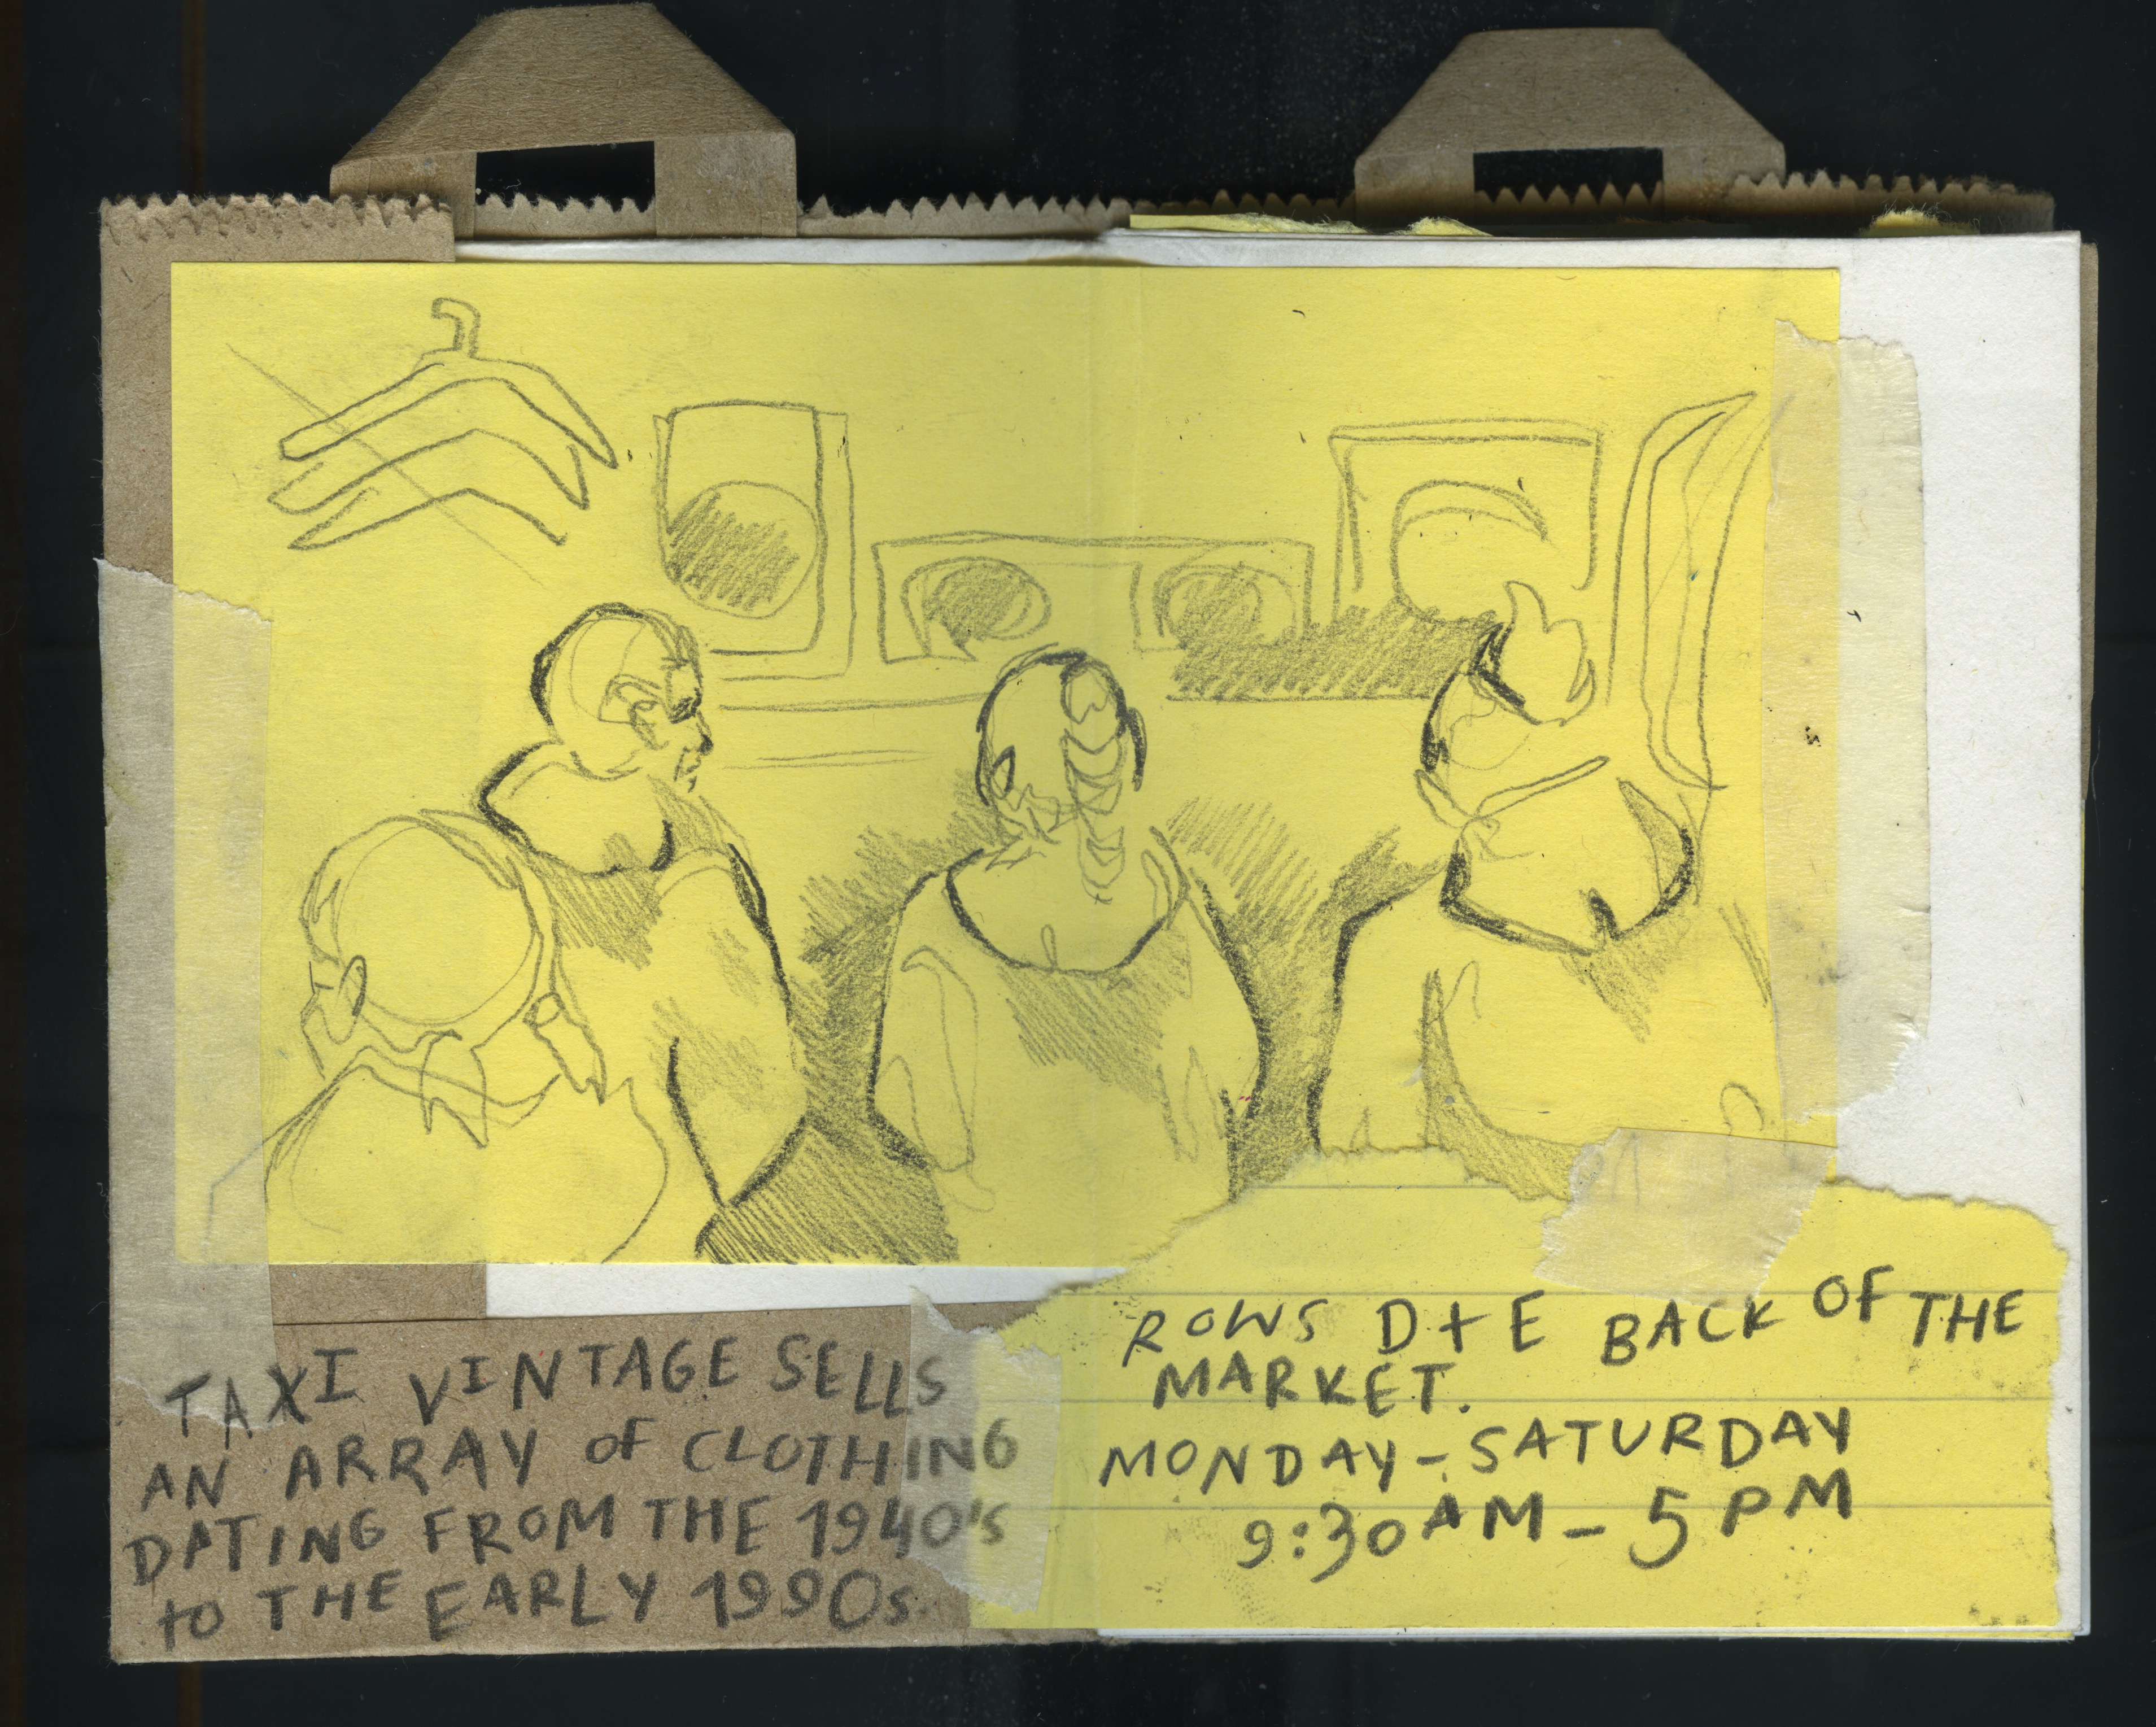 TAXI VINTAGE SELLS
AN ARRAY OF CLOTHING
DATING FROM THE 1940's
to THE EARLY 1990s.
ROWS D+E BACK OF THE
MARKET.
MONDAY - SATURDAY
9:30AM - 5PM